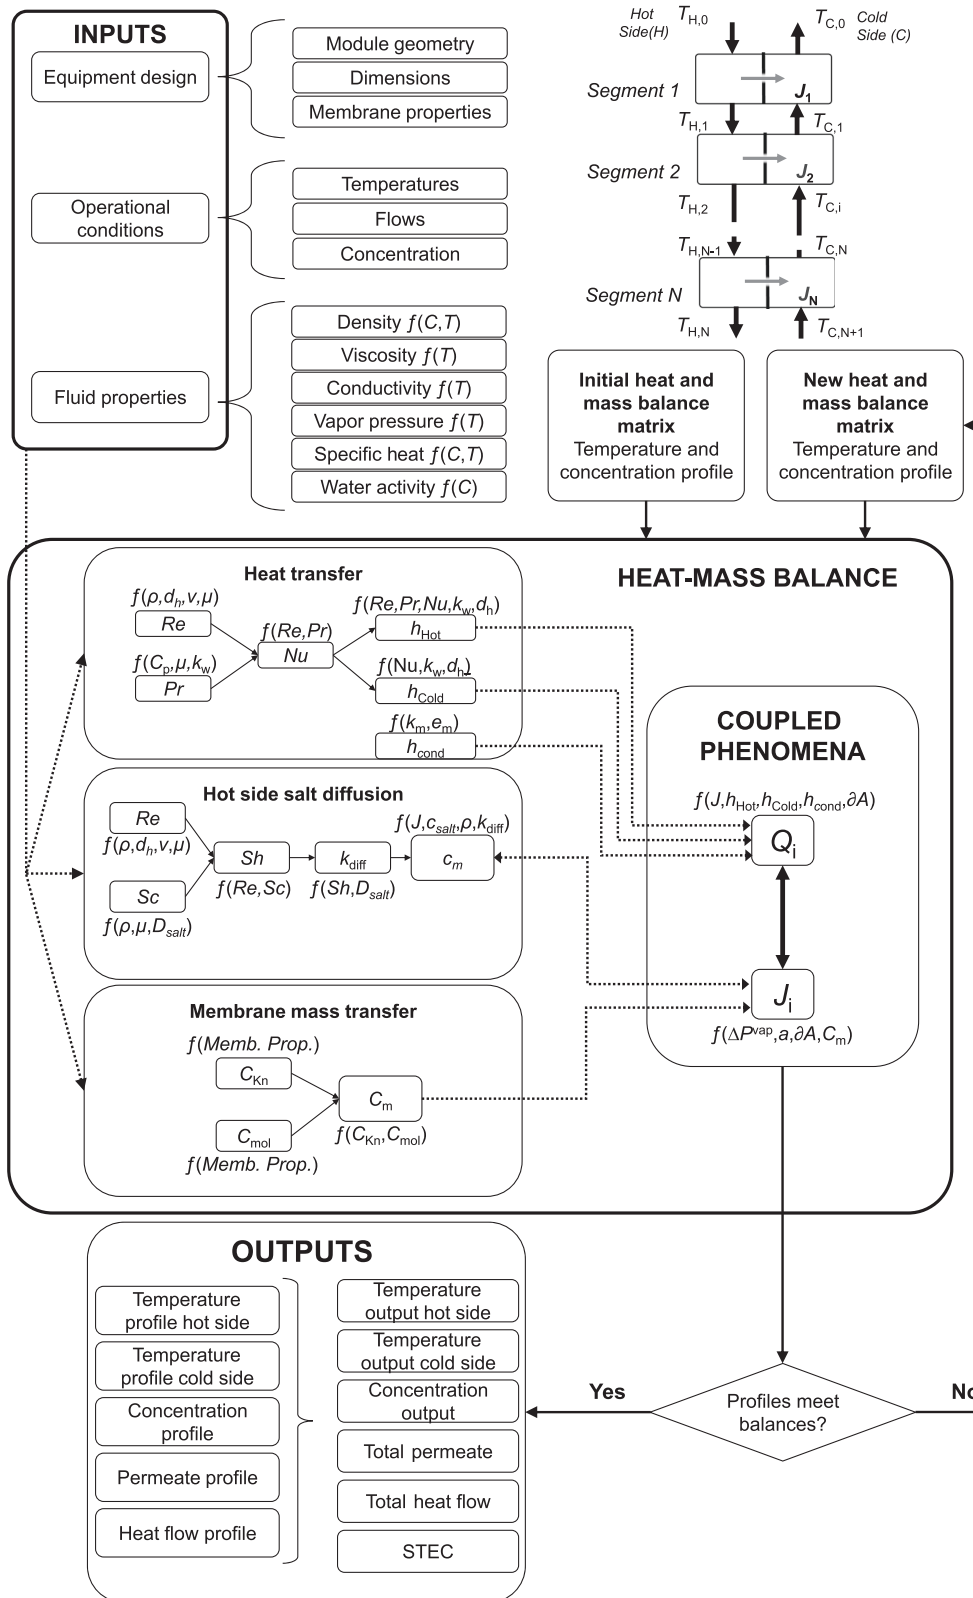 INPUTS
Equipment design
Module geometry
Dimensions
Membrane properties
Operational
conditions
Temperatures
Flows
Concentration
Fluid properties
Density f(C,T)
Viscosity f(T)
Conductivity f(T)
Vapor pressure f(T)
Specific heat f(C,T)
Water activity f(C)
Hot
Side(H)
T_H,0
T_C,0
Cold
Side (C)
Segment 1
J_1
T_H,1
T_C,1
Segment 2
J_2
T_H,2
T_C,i
T_H,N-1
T_C,N
Segment N
J_N
T_H,N
T_C,N+1
Initial heat and
mass balance
matrix
Temperature and
concentration profile
New heat and
mass balance
matrix
Temperature and
concentration profile
HEAT-MASS BALANCE
Heat transfer
f(ρ,d_h,v,μ)
Re
f(C_p,μ,k_w)
Pr
f(Re,Pr)
Nu
f(Re,Pr,Nu,k_w,d_h)
h_Hot
f(Nu,k_w,d_h)
h_Cold
f(k_m,e_m)
h_cond
Hot side salt diffusion
Re
f(ρ,d_h,v,μ)
Sc
f(ρ,μ,D_salt)
Sh
f(Re,Sc)
k_diff
f(Sh,D_salt)
f(J,c_salt,ρ,k_diff)
c_m
Membrane mass transfer
f(Memb. Prop.)
C_Kn
C_mol
f(Memb. Prop.)
C_m
f(C_Kn,C_mol)
COUPLED
PHENOMENA
f(J,h_Hot,h_Cold,h_cond,∂A)
Q_i
J_i
f(ΔP^vap,a,∂A,C_m)
OUTPUTS
Temperature
profile hot side
Temperature
profile cold side
Concentration
profile
Permeate profile
Heat flow profile
Temperature
output hot side
Temperature
output cold side
Concentration
output
Total permeate
Total heat flow
STEC
Yes
Profiles meet
balances?
No